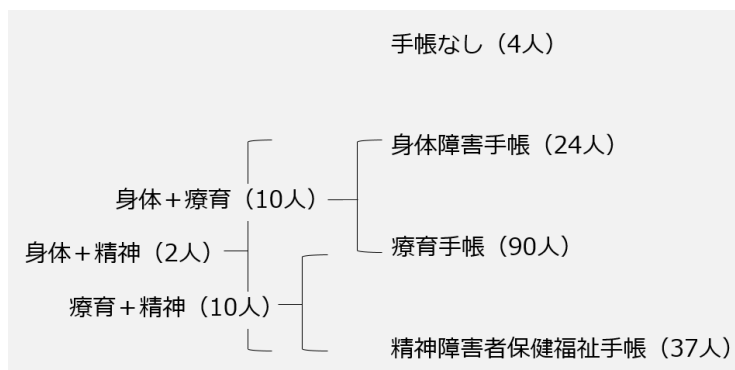 手帳なし（4人）
身体障害手帳（24人）
身体＋療育（10人）
療育手帳（90人）
身体＋精神（2人）
療育＋精神（10人）
精神障害者保健福祉手帳（37人）